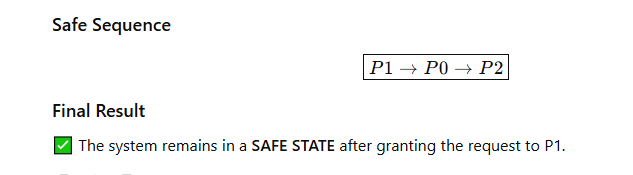 Safe Sequence
P1 → P0 → P2
Final Result
✅ The system remains in a SAFE STATE after granting the request to P1.